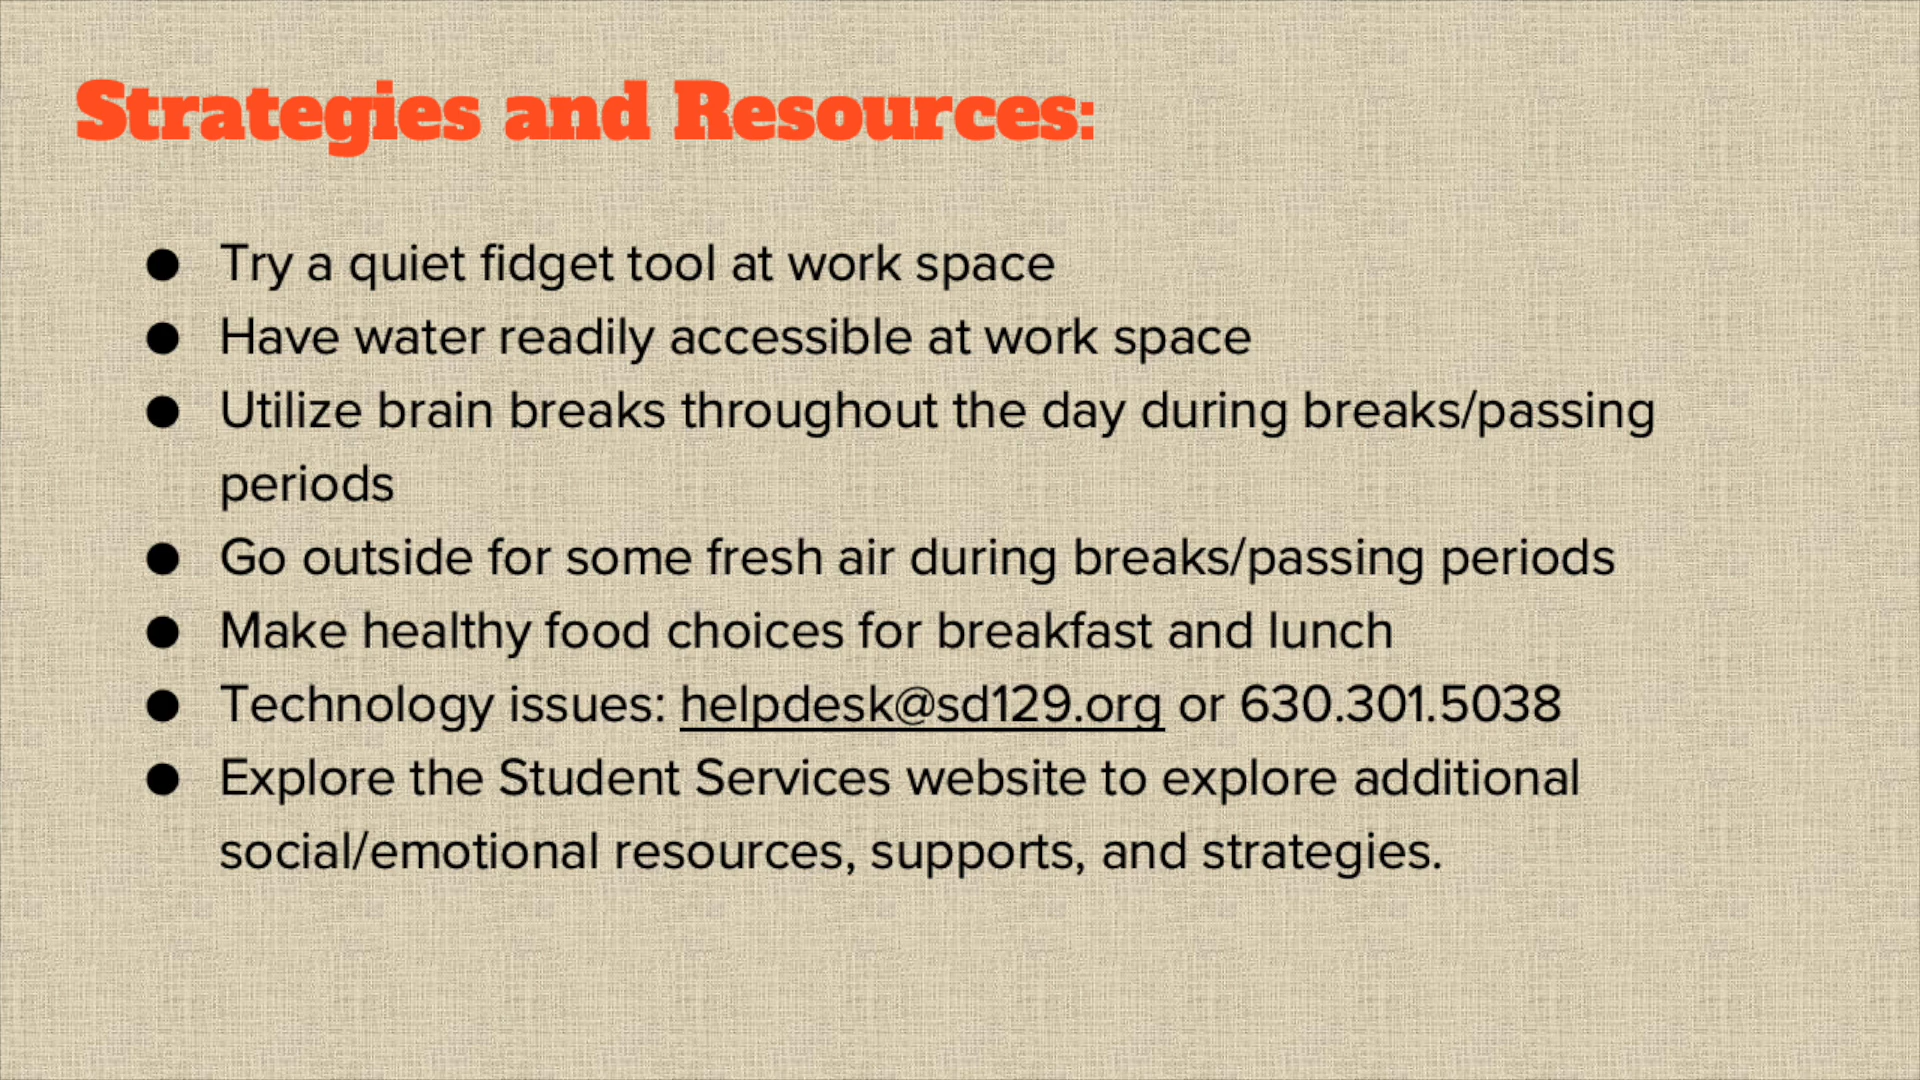 Strategies and Resources:
● Try a quiet fidget tool at work space
● Have water readily accessible at work space
● Utilize brain breaks throughout the day during breaks/passing
periods
● Go outside for some fresh air during breaks/passing periods
● Make healthy food choices for breakfast and lunch
● Technology issues: helpdesk@sd129.org or 630.301.5038
● Explore the Student Services website to explore additional
social/emotional resources, supports, and strategies.